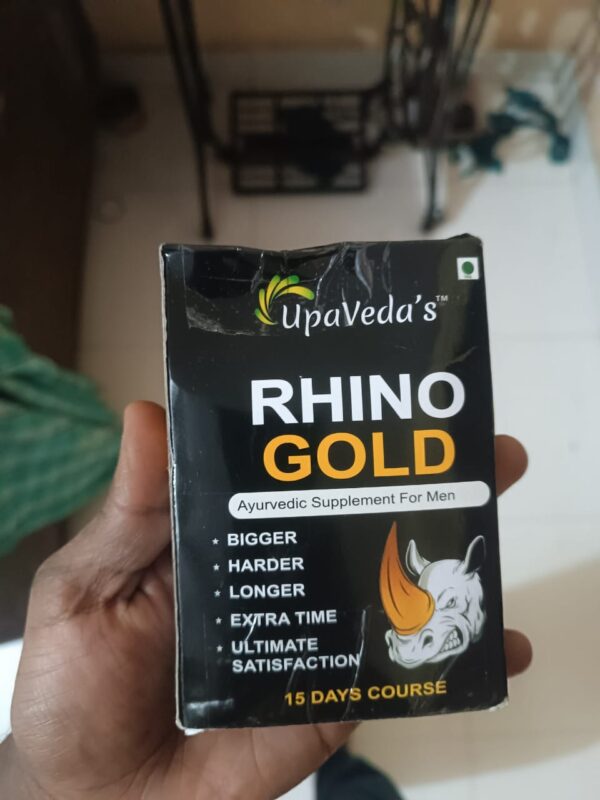 UpaVeda's™
RHINO
GOLD
Ayurvedic Supplement For Men
★ BIGGER
★ HARDER
★ LONGER
★ EXTRA TIME
★ ULTIMATE
SATISFACTION
15 DAYS COURSE